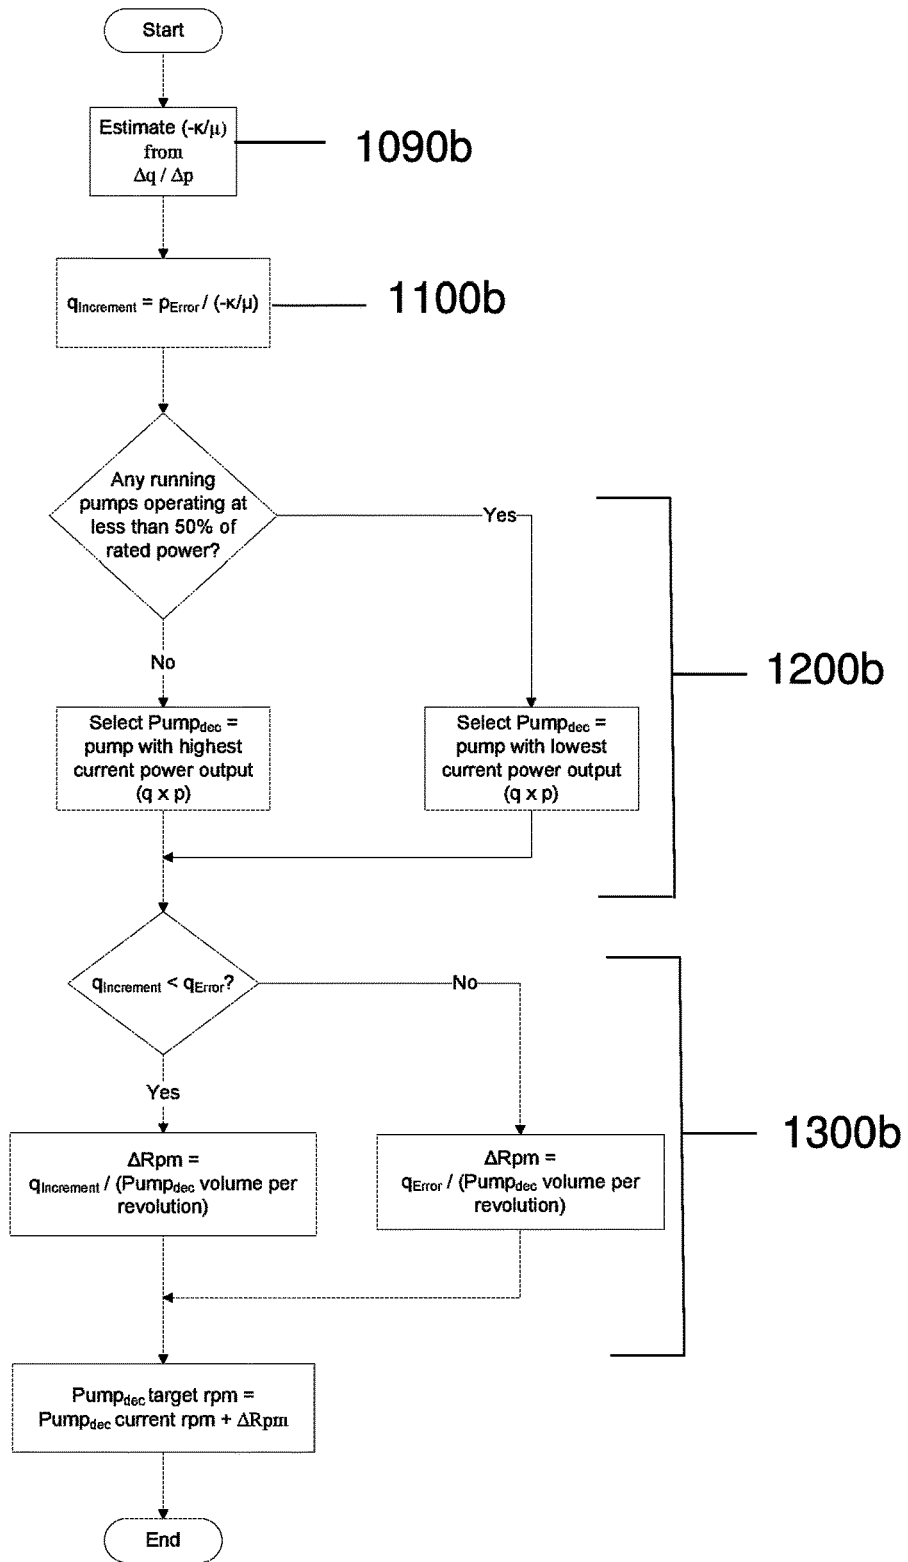 Start
Estimate (-κ/μ)
from
Δq / Δp
1090b
qIncrement = pError / (-κ/μ)
1100b
Any running
pumps operating at
less than 50% of
rated power?
Yes
No
1200b
Select Pumpdec =
pump with highest
current power output
(q x p)
Select Pumpdec =
pump with lowest
current power output
(q x p)
qIncrement < qError?
No
Yes
1300b
ΔRpm =
qIncrement / (Pumpdec volume per
revolution)
ΔRpm =
qError / (Pumpdec volume per
revolution)
Pumpdec target rpm =
Pumpdec current rpm + ΔRpm
End